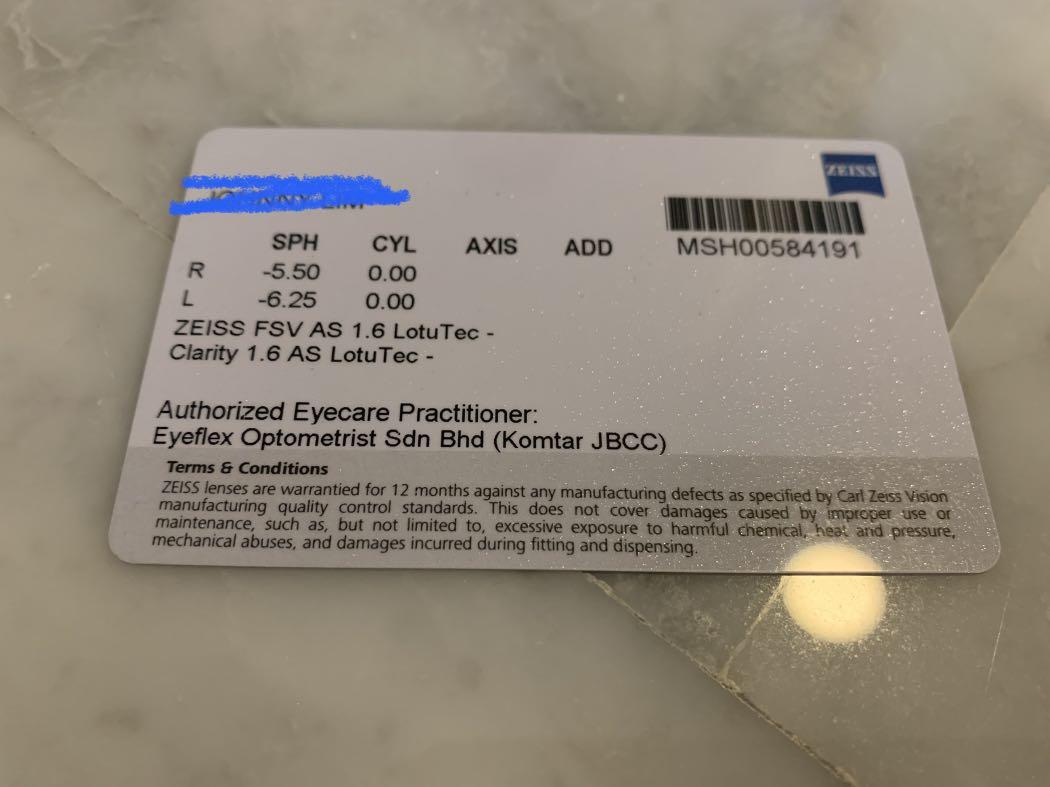 ZEISS
SPH CYL AXIS ADD MSH00584191
R -5.50 0.00
L -6.25 0.00
ZEISS FSV AS 1.6 LotuTec -
Clarity 1.6 AS LotuTec -
Authorized Eyecare Practitioner:
Eyeflex Optometrist Sdn Bhd (Komtar JBCC)
Terms & Conditions
ZEISS lenses are warrantied for 12 months against any manufacturing defects as specified by Carl Zeiss Vision
manufacturing quality control standards. This does not cover damages caused by improper use or
maintenance, such as, but not limited to, excessive exposure to harmful chemical, heat and pressure,
mechanical abuses, and damages incurred during fitting and dispensing.